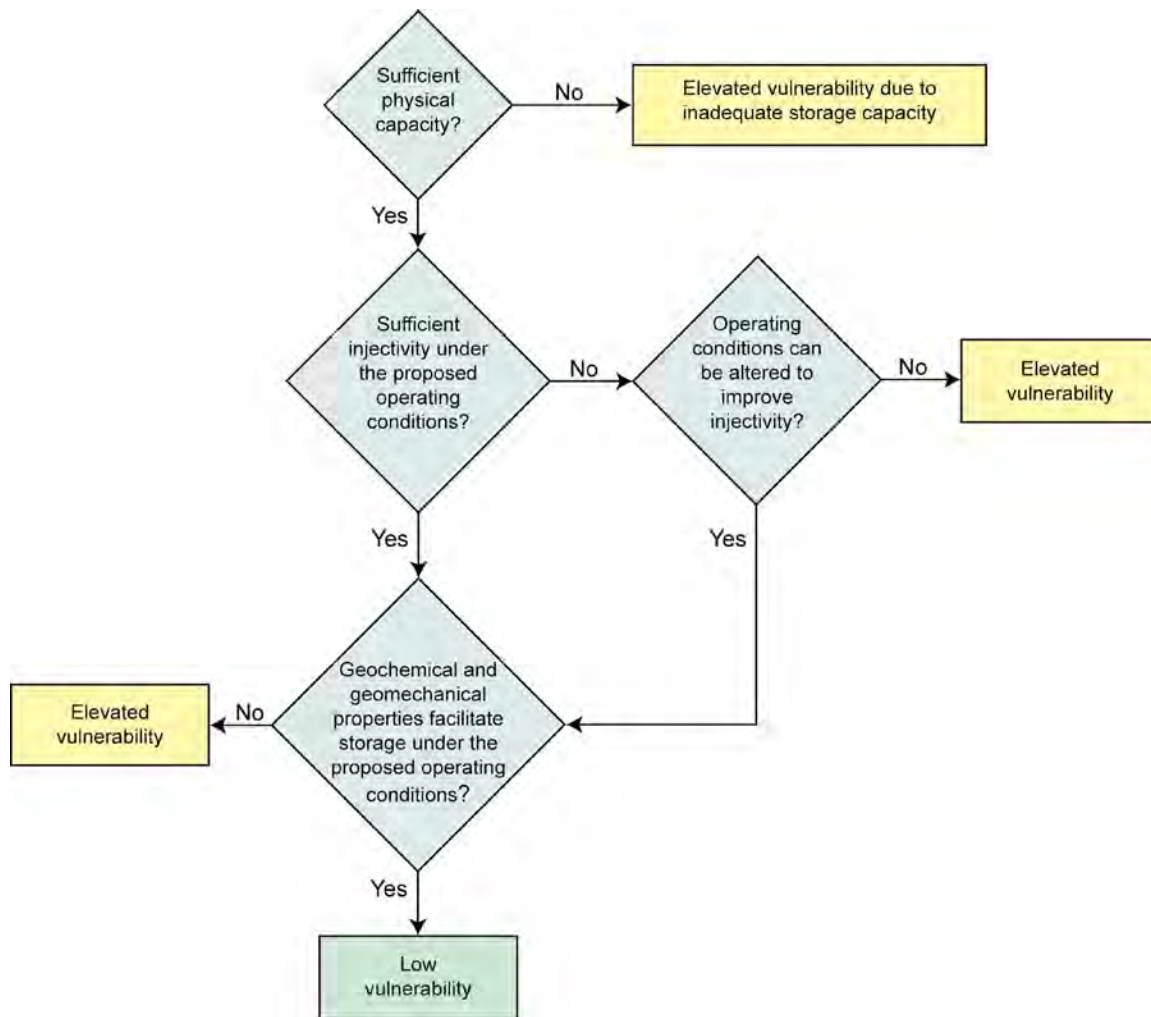 Sufficient
physical
capacity?
No
Elevated vulnerability due to
inadequate storage capacity
Yes
Sufficient
injectivity under
the proposed
operating
conditions?
No
Operating
conditions can
be altered to
improve
injectivity?
No
Elevated
vulnerability
Yes
Yes
Geochemical and
geomechanical
properties facilitate
storage under the
proposed operating
conditions?
No
Elevated
vulnerability
Yes
Low
vulnerability